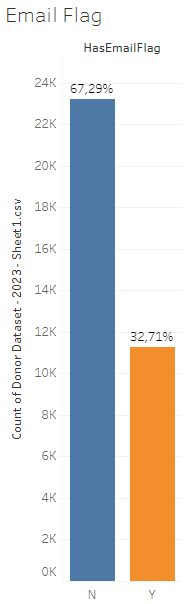 Email Flag
HasEmailFlag
67,29%
32,71%
24K
22K
20K
18K
16K
14K
12K
10K
8K
6K
4K
2K
0K
Count of Donor Dataset - 2023 - Sheet1.csv
N
Y